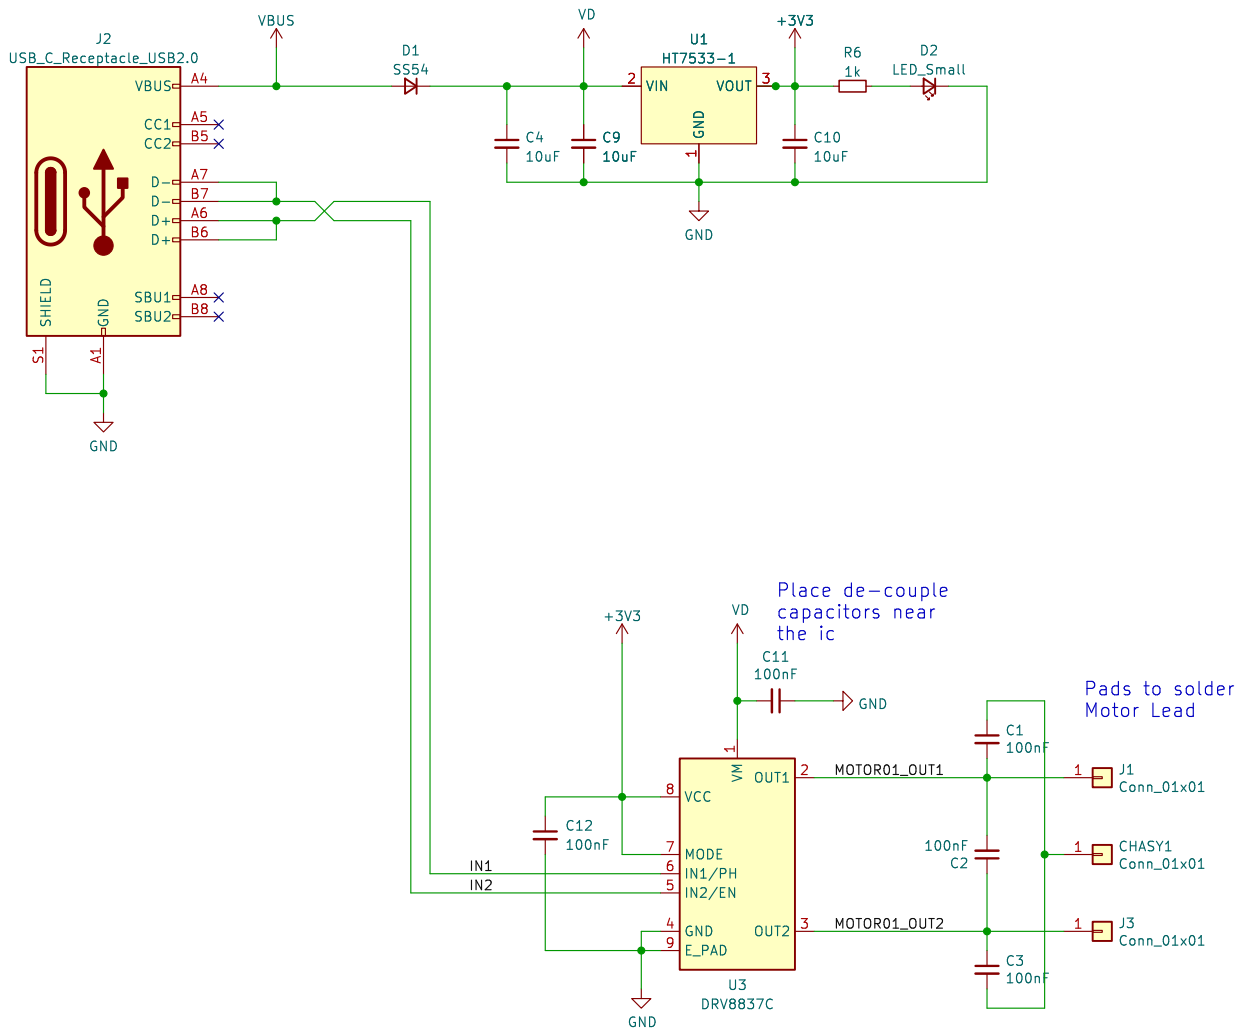 J2
USB_C_Receptacle_USB2.0
VBUS
A4
CC1
A5
CC2
B5
D-
A7
D-
B7
D+
A6
D+
B6
SBU1
A8
SBU2
B8
SHIELD
GND
S1
A1
GND
VBUS
D1
SS54
VD
C4
10uF
C9
10uF
U1
HT7533-1
2
VIN
VOUT
3
GND
1
GND
+3V3
C10
10uF
R6
1k
D2
LED_Small
Place de-couple
capacitors near
the ic
+3V3
VD
C11
100nF
GND
Pads to solder
Motor Lead
C12
100nF
IN1
IN2
1
VM
8
VCC
7
MODE
6
IN1/PH
5
IN2/EN
4
GND
9
E_PAD
OUT1
2
OUT2
3
U3
DRV8837C
GND
MOTOR01_OUT1
MOTOR01_OUT2
C1
100nF
100nF
C2
C3
100nF
1
J1
Conn_01x01
1
CHASY1
Conn_01x01
1
J3
Conn_01x01